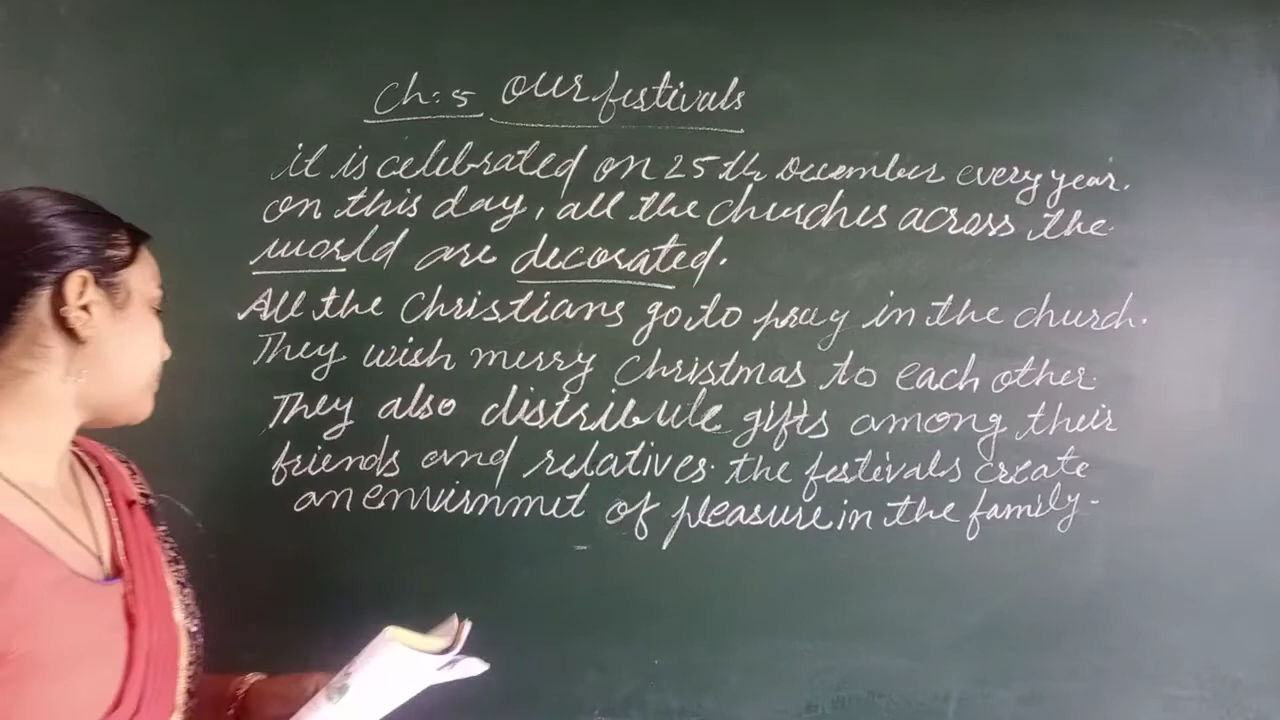 Ch: 5 Our festivals
it is celebrated on 25th December every year.
on this day, all the churches across the
world are decorated.
All the Christians go to pray in the church.
They wish merry Christmas to each other.
They also distribute gifts among their
friends and relatives. the festivals create
an envirnmet of pleasure in the family.